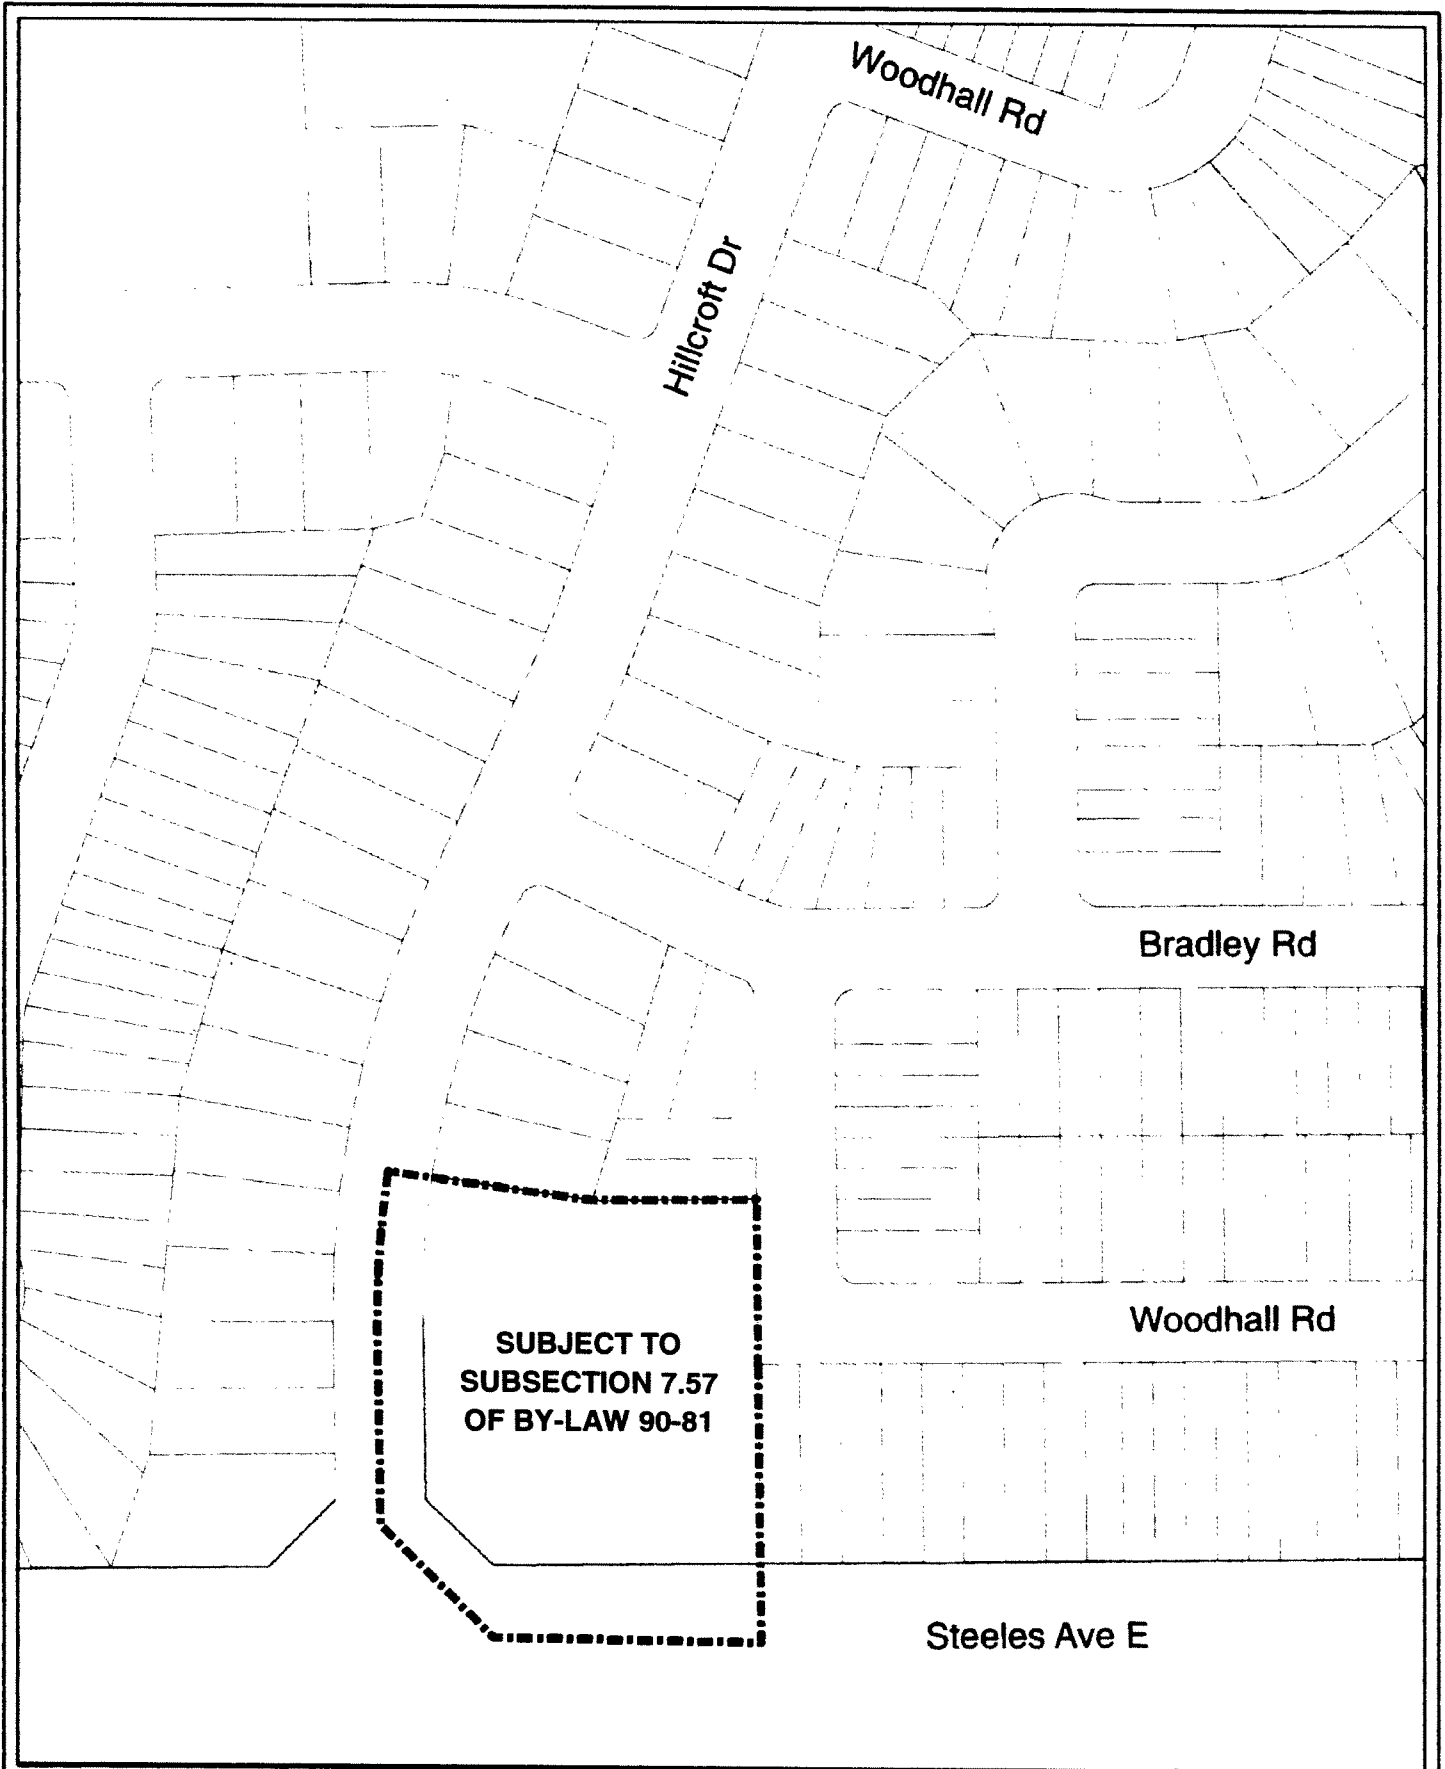 Woodhall Rd
Hillcroft Dr
Bradley Rd
Woodhall Rd
SUBJECT TO
SUBSECTION 7.57
OF BY-LAW 90-81
Steeles Ave E